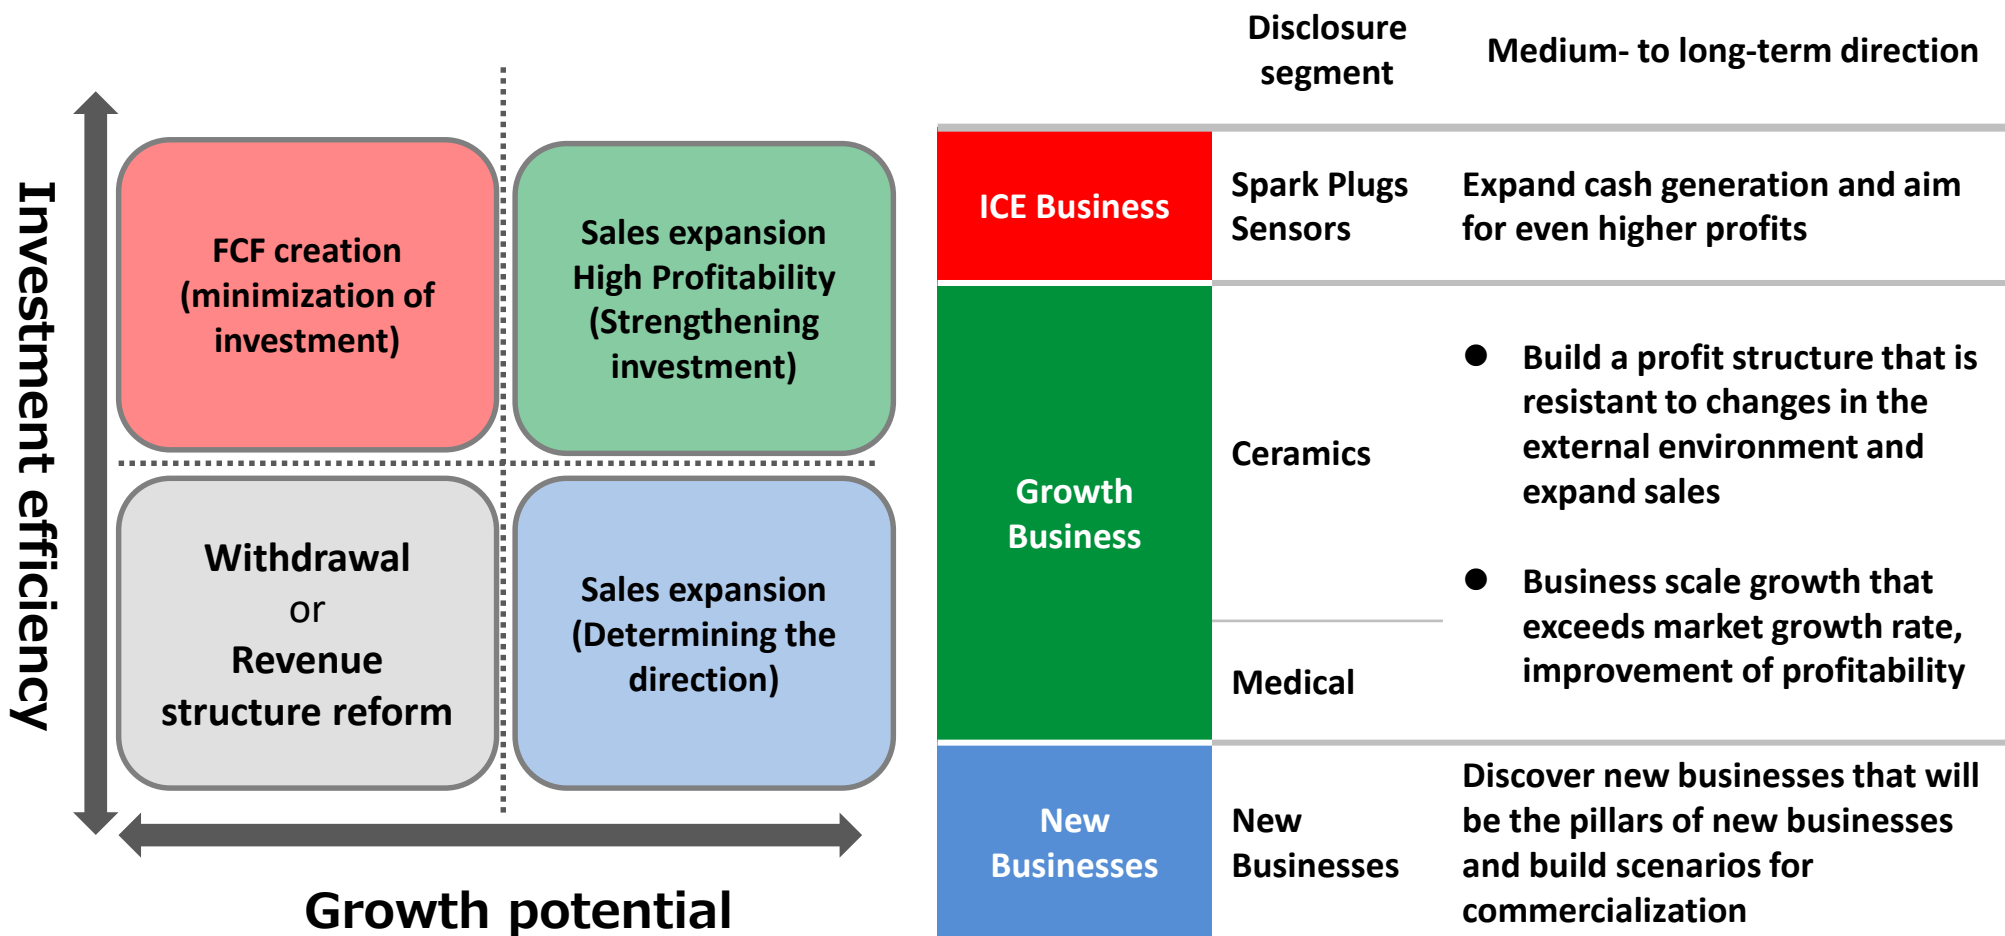 Investment efficiency
FCF creation
(minimization of
investment)
Sales expansion
High Profitability
(Strengthening
investment)
Withdrawal
or
Revenue
structure reform
Sales expansion
(Determining the
direction)
Growth potential
Disclosure
segment
Medium- to long-term direction
ICE Business
Spark Plugs
Sensors
Expand cash generation and aim
for even higher profits
Growth
Business
Ceramics
Medical
● Build a profit structure that is
resistant to changes in the
external environment and
expand sales
● Business scale growth that
exceeds market growth rate,
improvement of profitability
New
Businesses
New
Businesses
Discover new businesses that will
be the pillars of new businesses
and build scenarios for
commercialization